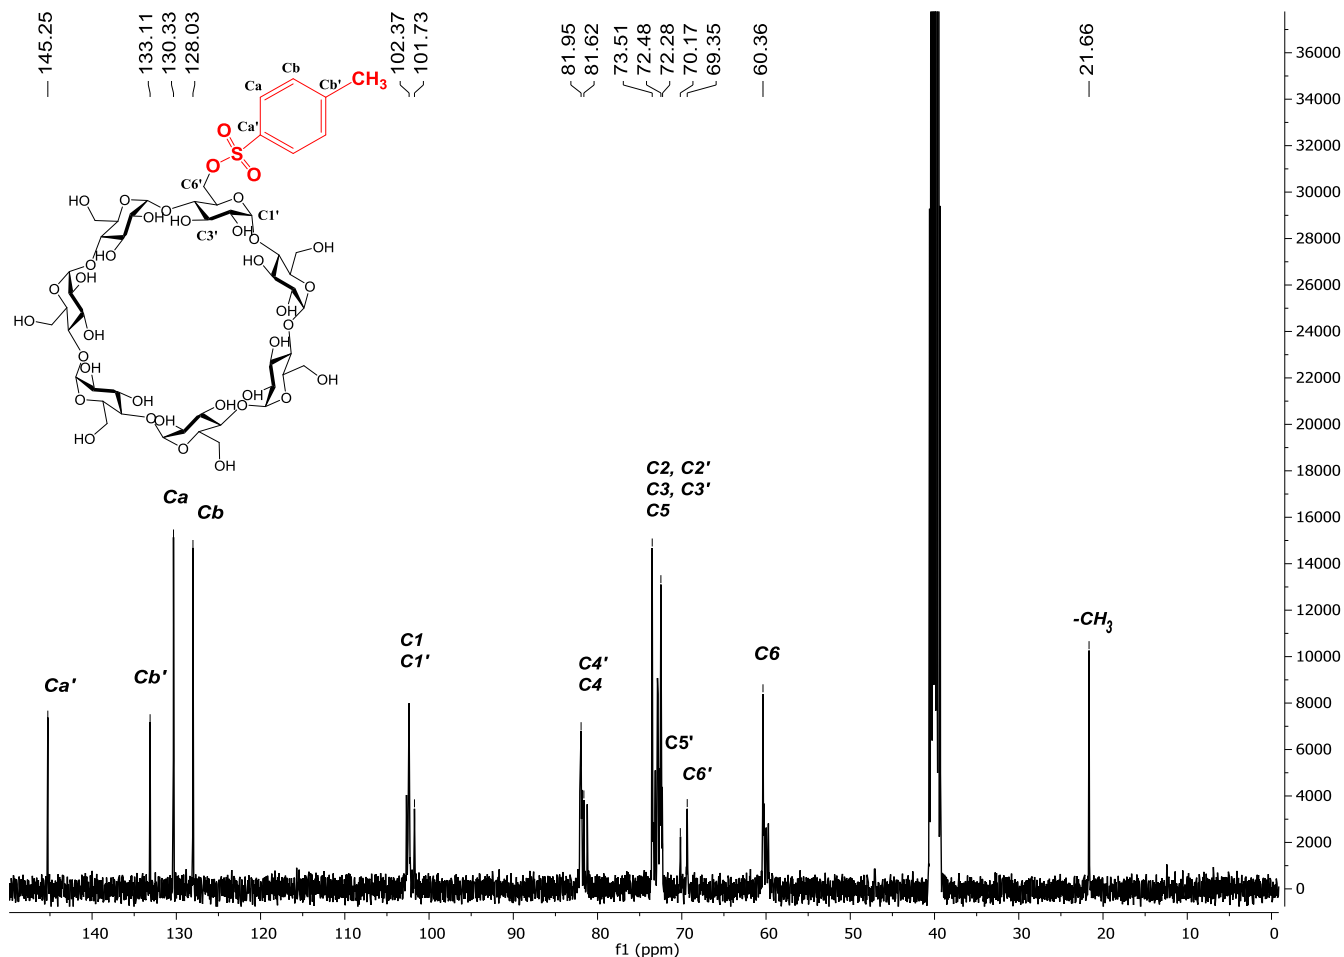 145.25
133.11
130.33
128.03
102.37
101.73
81.95
81.62
73.51
72.48
72.28
70.17
69.35
60.36
21.66
Cb
Ca
Cb'
CH3
Ca'
O
S
O
O
C6'
HO
O
O
OH
O
HO
C3'
OH
C1'
O
HO
O
OH
HO
O
OH
O
OH
O
OH
HO
O
OH
OH
O
OH
OH
O
OH
OH
O
OH
OH
O
OH
O
OH
HO
O
OH
Ca
Cb
C2, C2'
C3, C3'
C5
Ca'
Cb'
C1
C1'
C4'
C4
C5'
C6'
C6
-CH3
36000
34000
32000
30000
28000
26000
24000
22000
20000
18000
16000
14000
12000
10000
8000
6000
4000
2000
0
140
130
120
110
100
90
80
70
60
50
40
30
20
10
0
f1 (ppm)